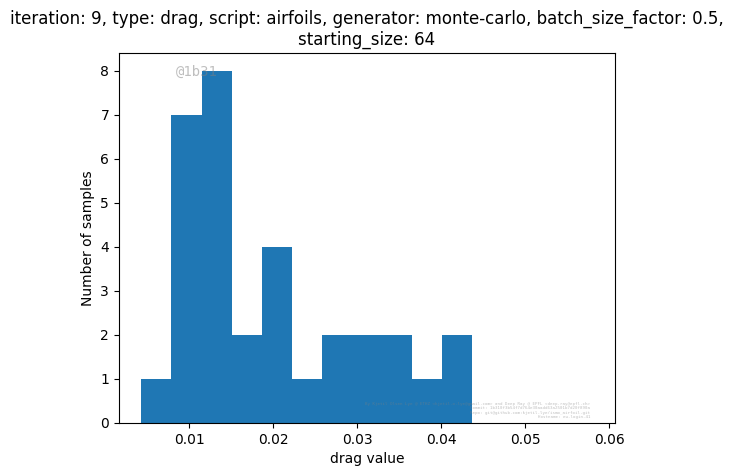 iteration: 9, type: drag, script: airfoils, generator: monte-carlo, batch_size_factor: 0.5,
starting_size: 64
@1b31
8
7
6
5
4
3
2
1
0
Number of samples
0.01 0.02 0.03 0.04 0.05 0.06
drag value